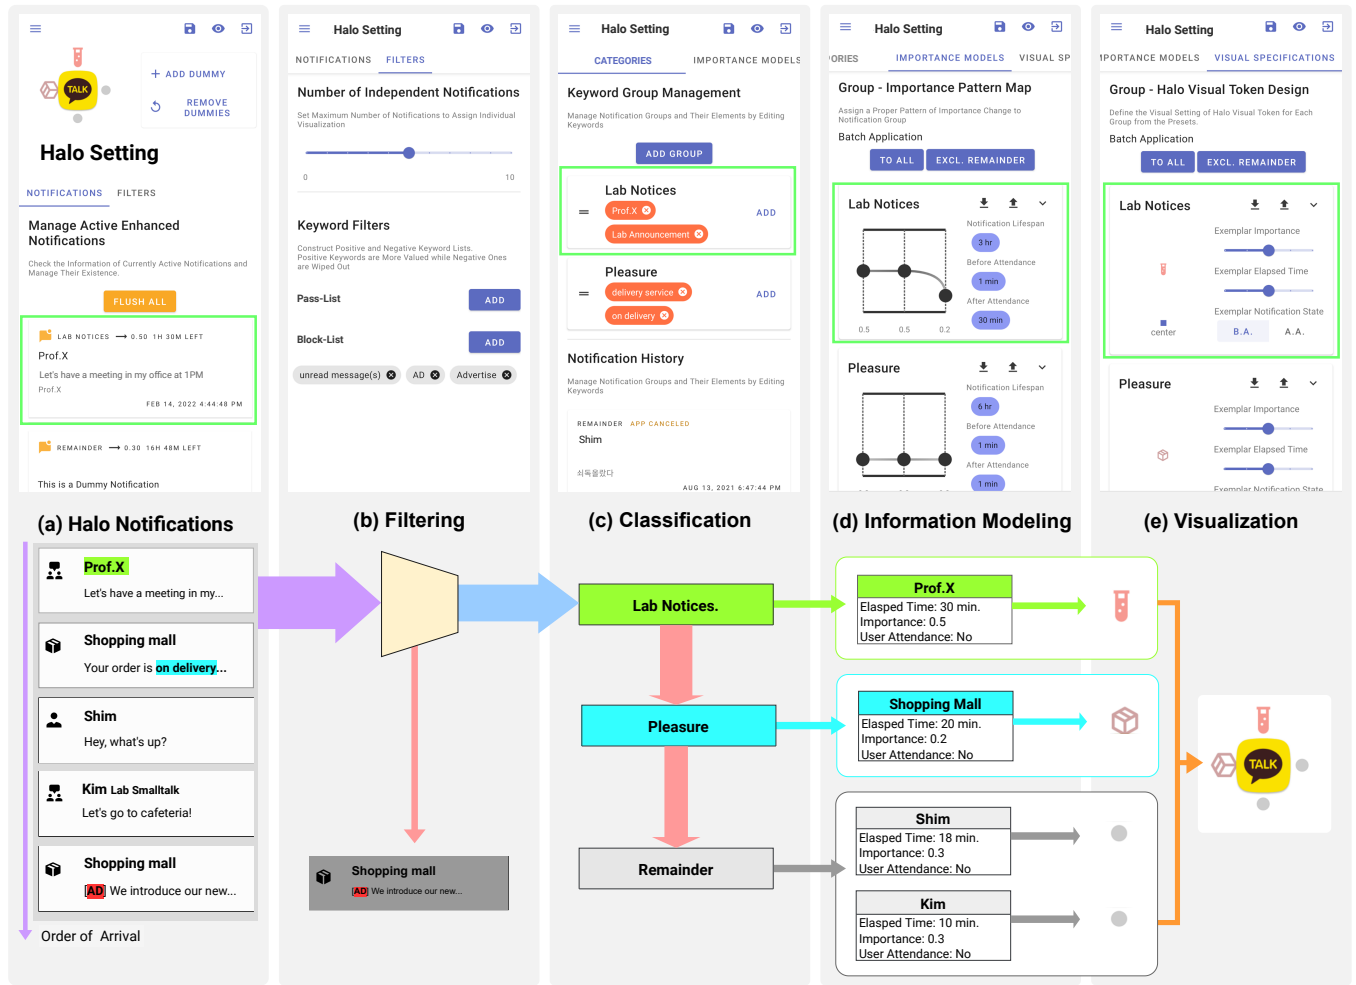 TALK
ADD DUMMY
REMOVE
DUMMIES
Halo Setting
NOTIFICATIONS
FILTERS
Manage Active Enhanced
Notifications
Check the Information of Currently Active Notifications and
Manage Their Existence.
FLUSH ALL
LAB NOTICES → 0.50 1H 30M LEFT
Prof.X
Let's have a meeting in my office at 1PM
Prof.X
FEB 14, 2022 4:44:48 PM
REMAINDER → 0.30 16H 48M LEFT
This is a Dummy Notification
Halo Setting
NOTIFICATIONS
FILTERS
Number of Independent Notifications
Set Maximum Number of Notifications to Assign Individual
Visualization
0
10
Keyword Filters
Construct Positive and Negative Keyword Lists.
Positive Keywords are More Valued while Negative Ones
are Wiped Out
Pass-List
ADD
Block-List
ADD
unread message(s)
AD
Advertise
Halo Setting
CATEGORIES
IMPORTANCE MODELS
Keyword Group Management
Manage Notification Groups and Their Elements by Editing
Keywords
ADD GROUP
Lab Notices
Prof.X
ADD
Lab Announcement
Pleasure
delivery service
ADD
on delivery
Notification History
Manage Notification Groups and Their Elements by Editing
Keywords
REMAINDER APP CANCELED
Shim
쇠독올랐다
AUG 13, 2021 6:47:44 PM
Halo Setting
ORIES
IMPORTANCE MODELS
VISUAL SP
Group - Importance Pattern Map
Assign a Proper Pattern of Importance Change to
Notification Group
Batch Application
TO ALL
EXCL. REMAINDER
Lab Notices
Notification Lifespan
3 hr
Before Attendance
1 min
After Attendance
30 min
0.5
0.5
0.2
Pleasure
Notification Lifespan
6 hr
Before Attendance
1 min
After Attendance
1 min
Halo Setting
PORTANCE MODELS
VISUAL SPECIFICATIONS
Group - Halo Visual Token Design
Define the Visual Setting of Halo Visual Token for Each
Group from the Presets.
Batch Application
TO ALL
EXCL. REMAINDER
Lab Notices
Exemplar Importance
Exemplar Elapsed Time
Exemplar Notification State
center
B.A.
A.A.
Pleasure
Exemplar Importance
Exemplar Elapsed Time
Exemplar Notification State
(a) Halo Notifications
(b) Filtering
(c) Classification
(d) Information Modeling
(e) Visualization
Prof.X
Let's have a meeting in my...
Shopping mall
Your order is on delivery...
Shim
Hey, what's up?
Kim Lab Smalltalk
Let's go to cafeteria!
Shopping mall
[AD] We introduce our new...
Order of Arrival
Shopping mall
[AD] We introduce our new...
Lab Notices.
Pleasure
Remainder
Prof.X
Elasped Time: 30 min.
Importance: 0.5
User Attendance: No
Shopping Mall
Elasped Time: 20 min.
Importance: 0.2
User Attendance: No
Shim
Elasped Time: 18 min.
Importance: 0.3
User Attendance: No
Kim
Elasped Time: 10 min.
Importance: 0.3
User Attendance: No
TALK